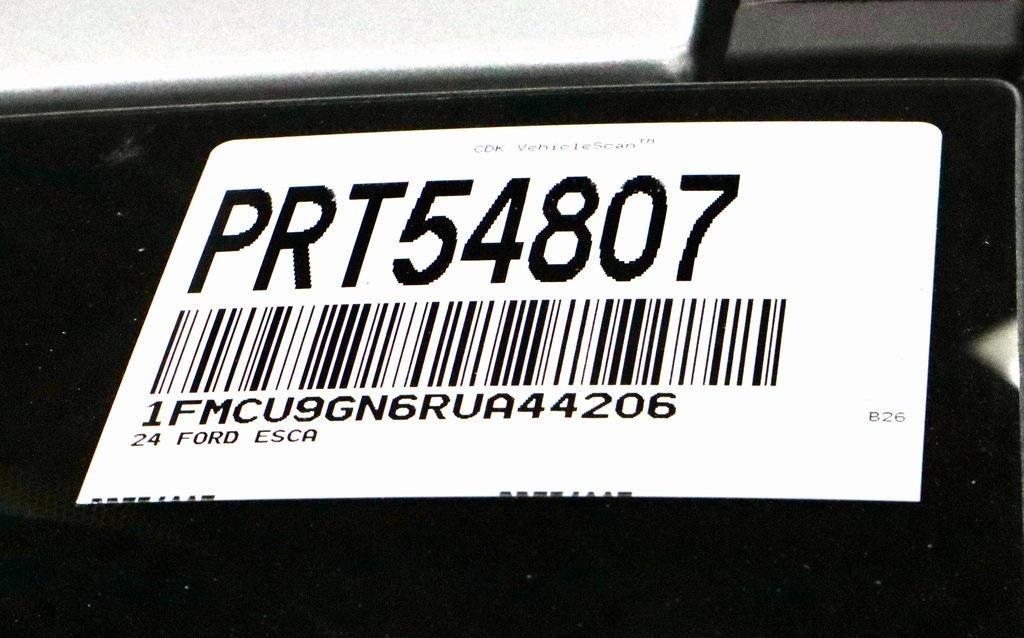 CDK VehicleScan™
PRT54807
1FMCU9GN6RUA44206
24 FORD ESCA
B26